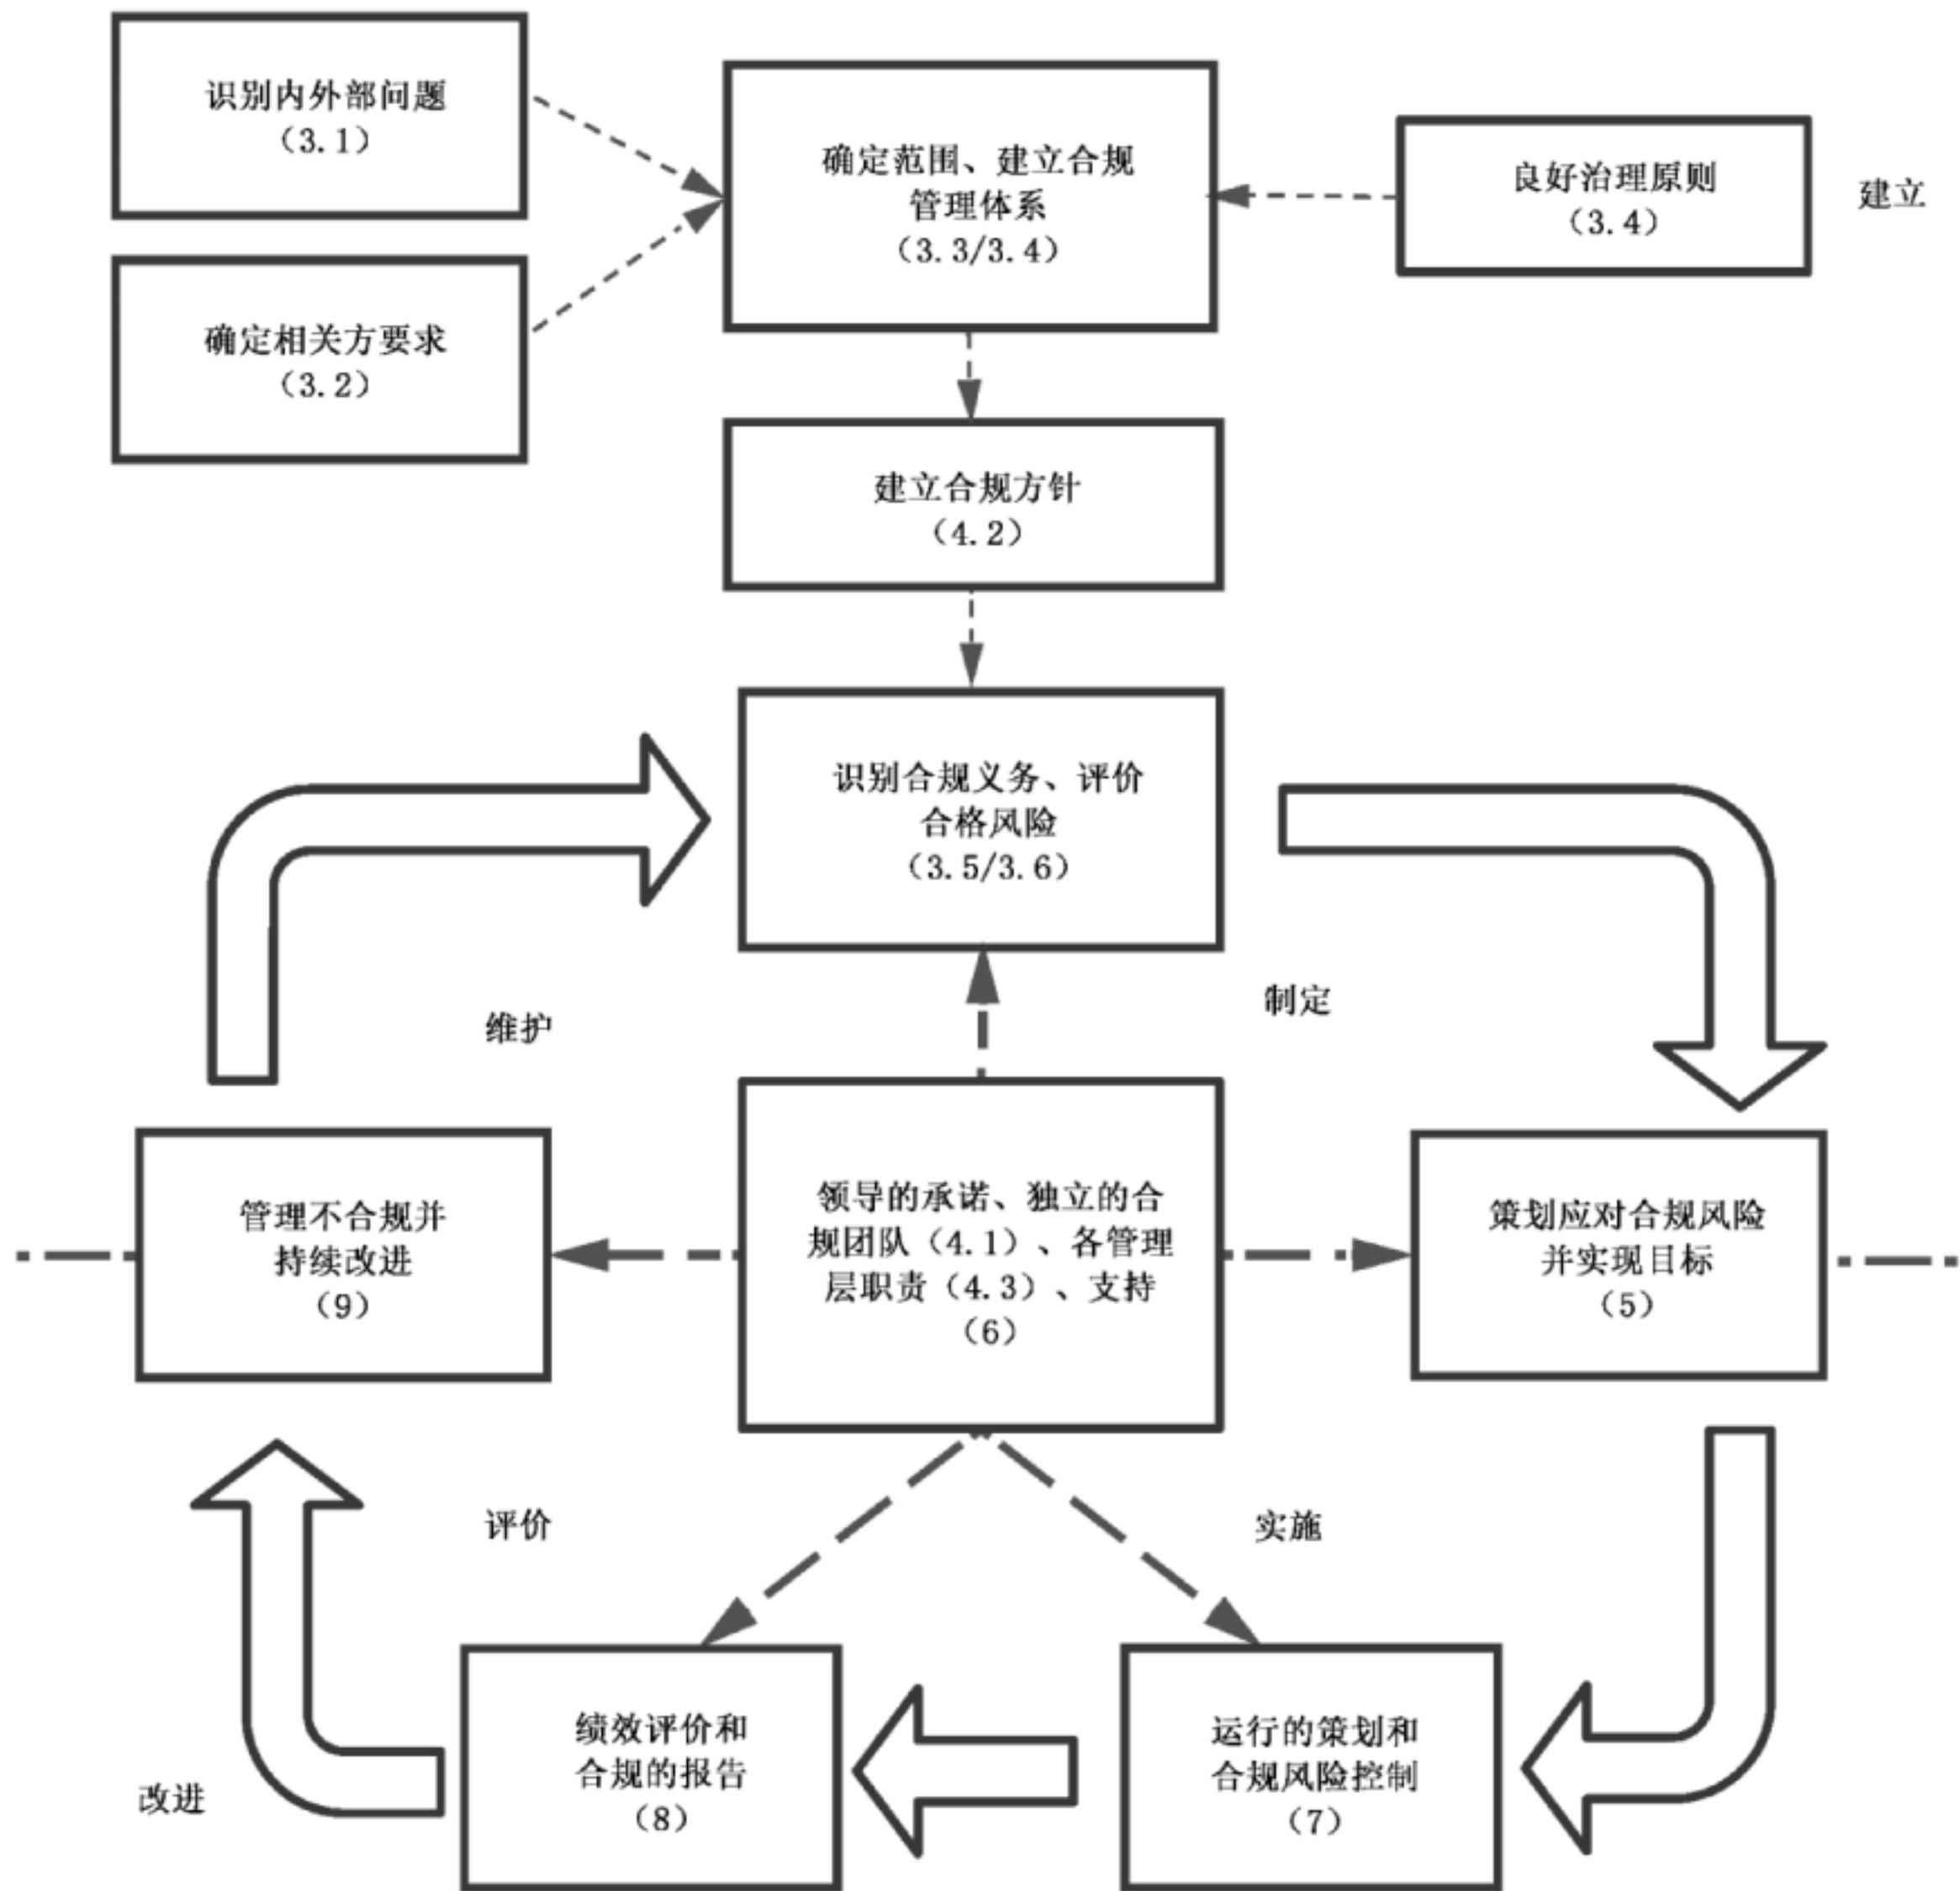 识别内外部问题
（3.1）
确定范围、建立合规
管理体系
（3.3/3.4）
良好治理原则
（3.4）
建立
确定相关方要求
（3.2）
建立合规方针
（4.2）
识别合规义务、评价
合格风险
（3.5/3.6）
维护
制定
管理不合规并
持续改进
（9）
领导的承诺、独立的合
规团队（4.1）、各管理
层职责（4.3）、支持
（6）
策划应对合规风险
并实现目标
（5）
评价
实施
改进
绩效评价和
合规的报告
（8）
运行的策划和
合规风险控制
（7）